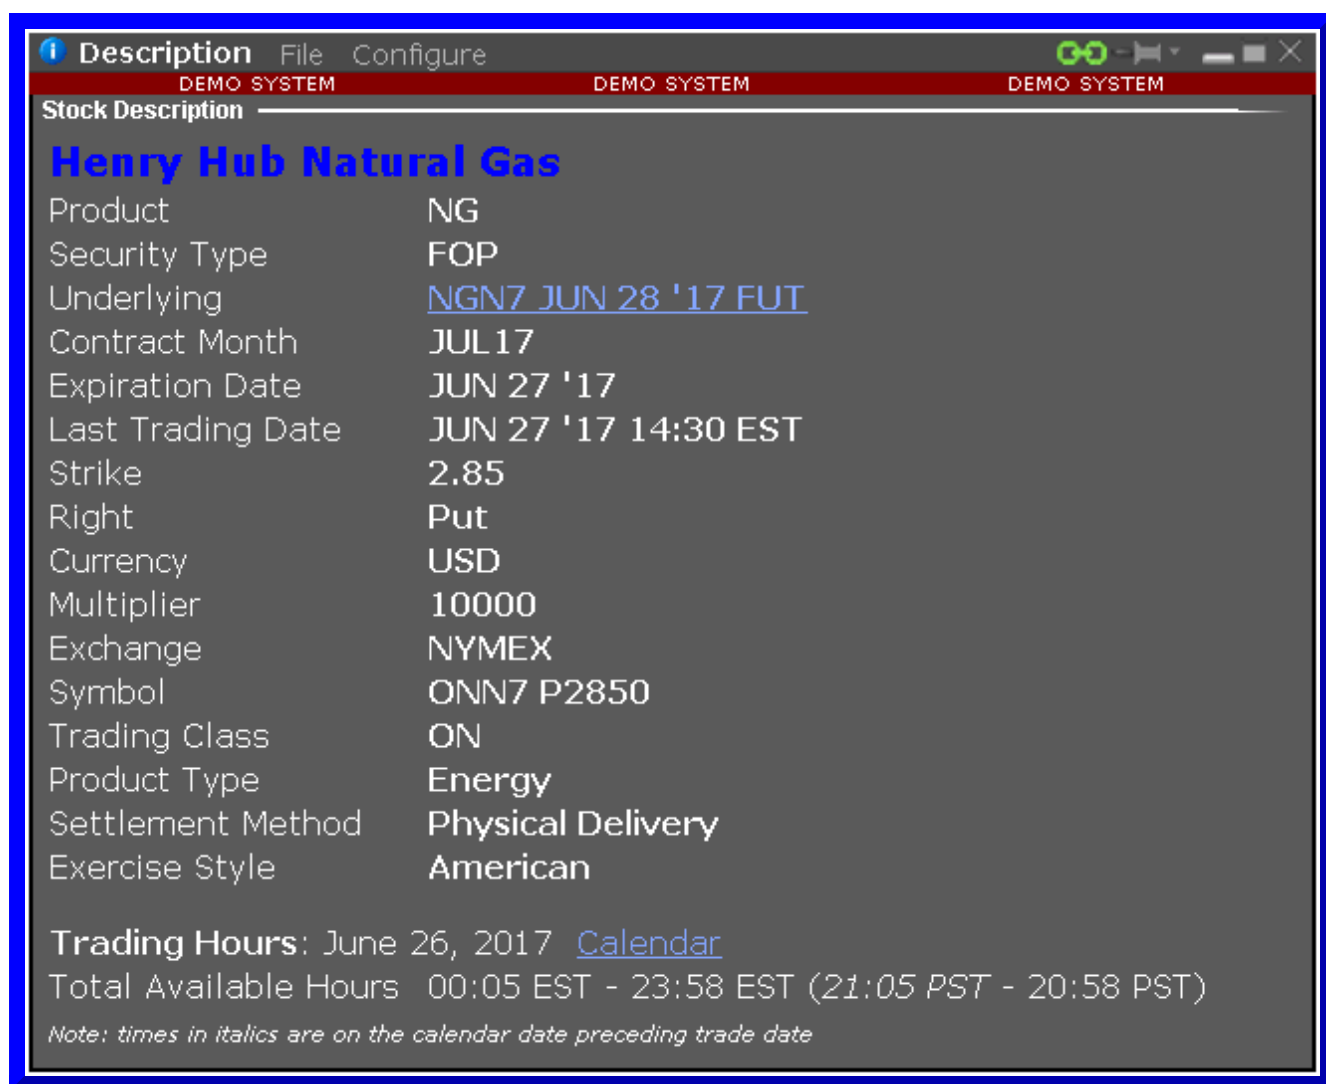 Description File Configure
DEMO SYSTEM DEMO SYSTEM DEMO SYSTEM
Stock Description
Henry Hub Natural Gas
Product NG
Security Type FOP
Underlying NGN7 JUN 28 '17 FUT
Contract Month JUL17
Expiration Date JUN 27 '17
Last Trading Date JUN 27 '17 14:30 EST
Strike 2.85
Right Put
Currency USD
Multiplier 10000
Exchange NYMEX
Symbol ONN7 P2850
Trading Class ON
Product Type Energy
Settlement Method Physical Delivery
Exercise Style American
Trading Hours: June 26, 2017 Calendar
Total Available Hours 00:05 EST - 23:58 EST (21:05 PST - 20:58 PST)
Note: times in italics are on the calendar date preceding trade date